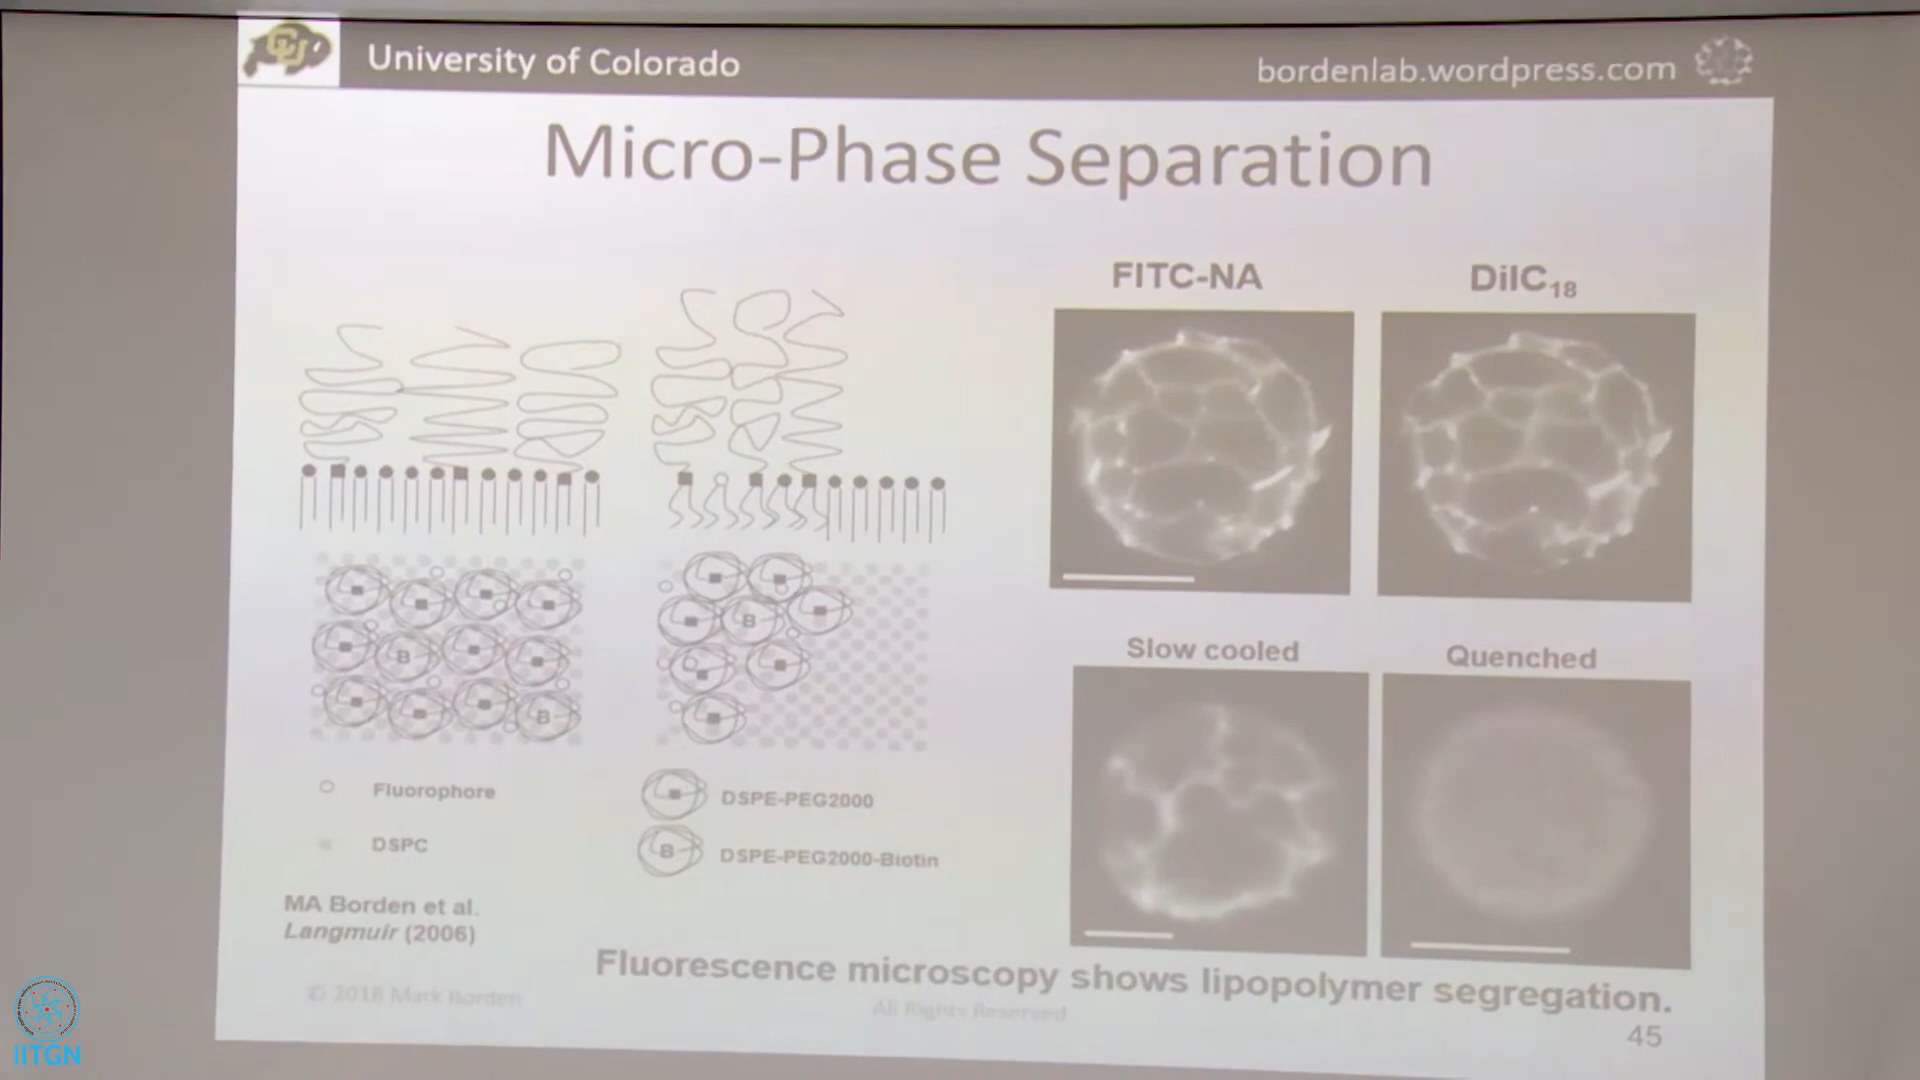 CU
University of Colorado
bordenlab.wordpress.com
Micro-Phase Separation
FITC-NA
DiIC18
Slow cooled
Quenched
B
B
B
Fluorophore
DSPC
DSPE-PEG2000
B
DSPE-PEG2000-Biotin
MA Borden et al.
Langmuir (2006)
Fluorescence microscopy shows lipopolymer segregation.
© 2018 Mark Borden
All Rights Reserved
45
IITGN